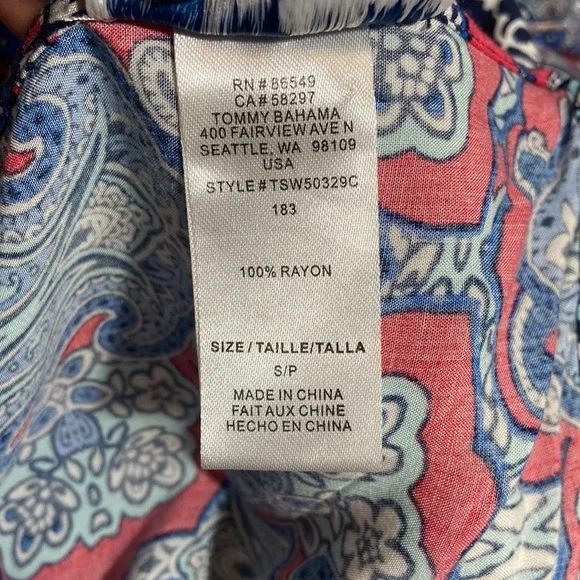 RN # 86549
CA # 58297
TOMMY BAHAMA
400 FAIRVIEW AVE N
SEATTLE, WA 98109
USA
STYLE # TSW50329C
183
100% RAYON
SIZE / TAILLE/TALLA
S/P
MADE IN CHINA
FAIT AUX CHINE
HECHO EN CHINA